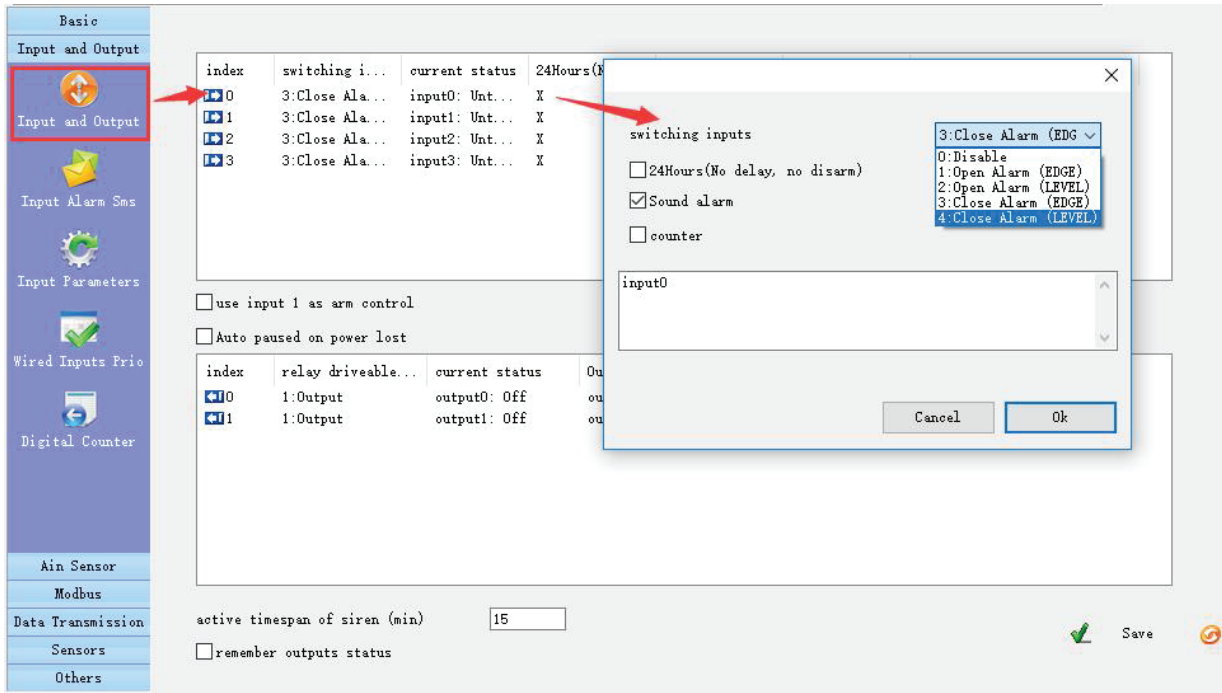 Basic
Input and Output
Input and Output
Input Alarm Sms
Input Parameters
Wired Inputs Prio
Digital Counter
Ain Sensor
Modbus
Data Transmission
Sensors
Others
index switching i... current status 24Hours(N
0 3:Close Ala... input0: Unt... X
1 3:Close Ala... input1: Unt... X
2 3:Close Ala... input2: Unt... X
3 3:Close Ala... input3: Unt... X
use input 1 as arm control
Auto paused on power lost
index relay driveable... current status Ou
0 1:Output output0: Off ou
1 1:Output output1: Off ou
active timespan of siren (min) 15
remember outputs status
Save
switching inputs 3:Close Alarm (EDG
0:Disable
1:Open Alarm (EDGE)
2:Open Alarm (LEVEL)
3:Close Alarm (EDGE)
4:Close Alarm (LEVEL)
24Hours(No delay, no disarm)
Sound alarm
counter
input0
Cancel Ok